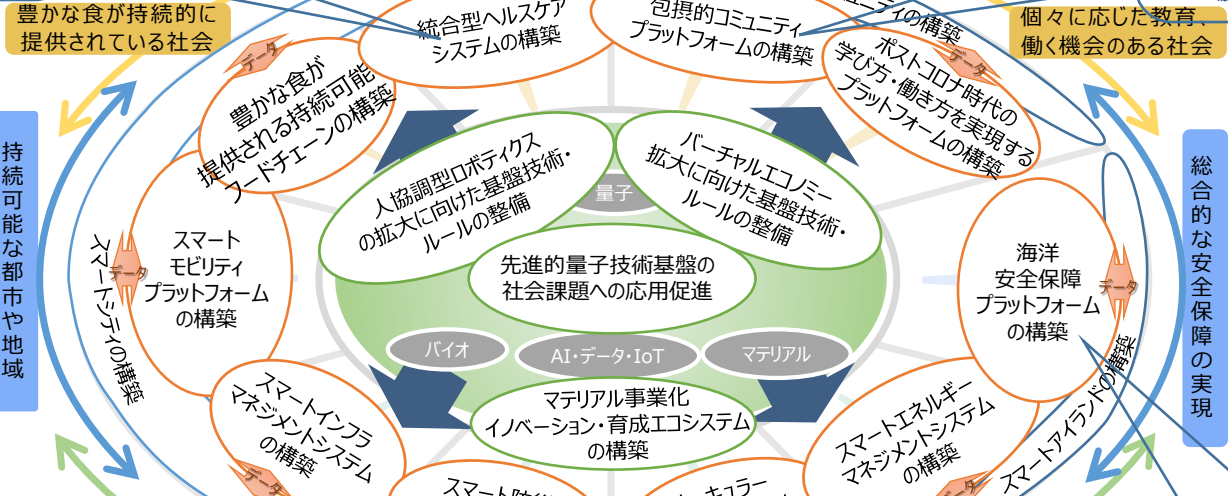 豊かな食が持続的に
提供されている社会
統合型ヘルスケア
システムの構築
包摂的コミュニティ
プラットフォームの構築
ィの構築
個々に応じた教育、
働く機会のある社会
データ
豊かな食が
提供される持続可能
フードチェーンの構築
データ
ポストコロナ時代の
学び方・働き方を実現する
プラットフォームの構築
持続可能な都市や地域
人協調型ロボティクス
の拡大に向けた基盤技術・
ルールの整備
バーチャルエコノミー
拡大に向けた基盤技術・
ルールの整備
量子
総合的な安全保障の実現
スマート
モビリティ
プラットフォーム
の構築
データ
スマートシティの構築
先進的量子技術基盤の
社会課題への応用促進
海洋
安全保障
プラットフォーム
の構築
データ
バイオ
AI・データ・IoT
マテリアル
スマートインフラ
マネジメントシステム
の構築
データ
マテリアル事業化
イノベーション・育成エコシステム
の構築
スマートエネルギー
マネジメントシステム
の構築
データ
スマートアイランドの構築
スマート防災
キュラー